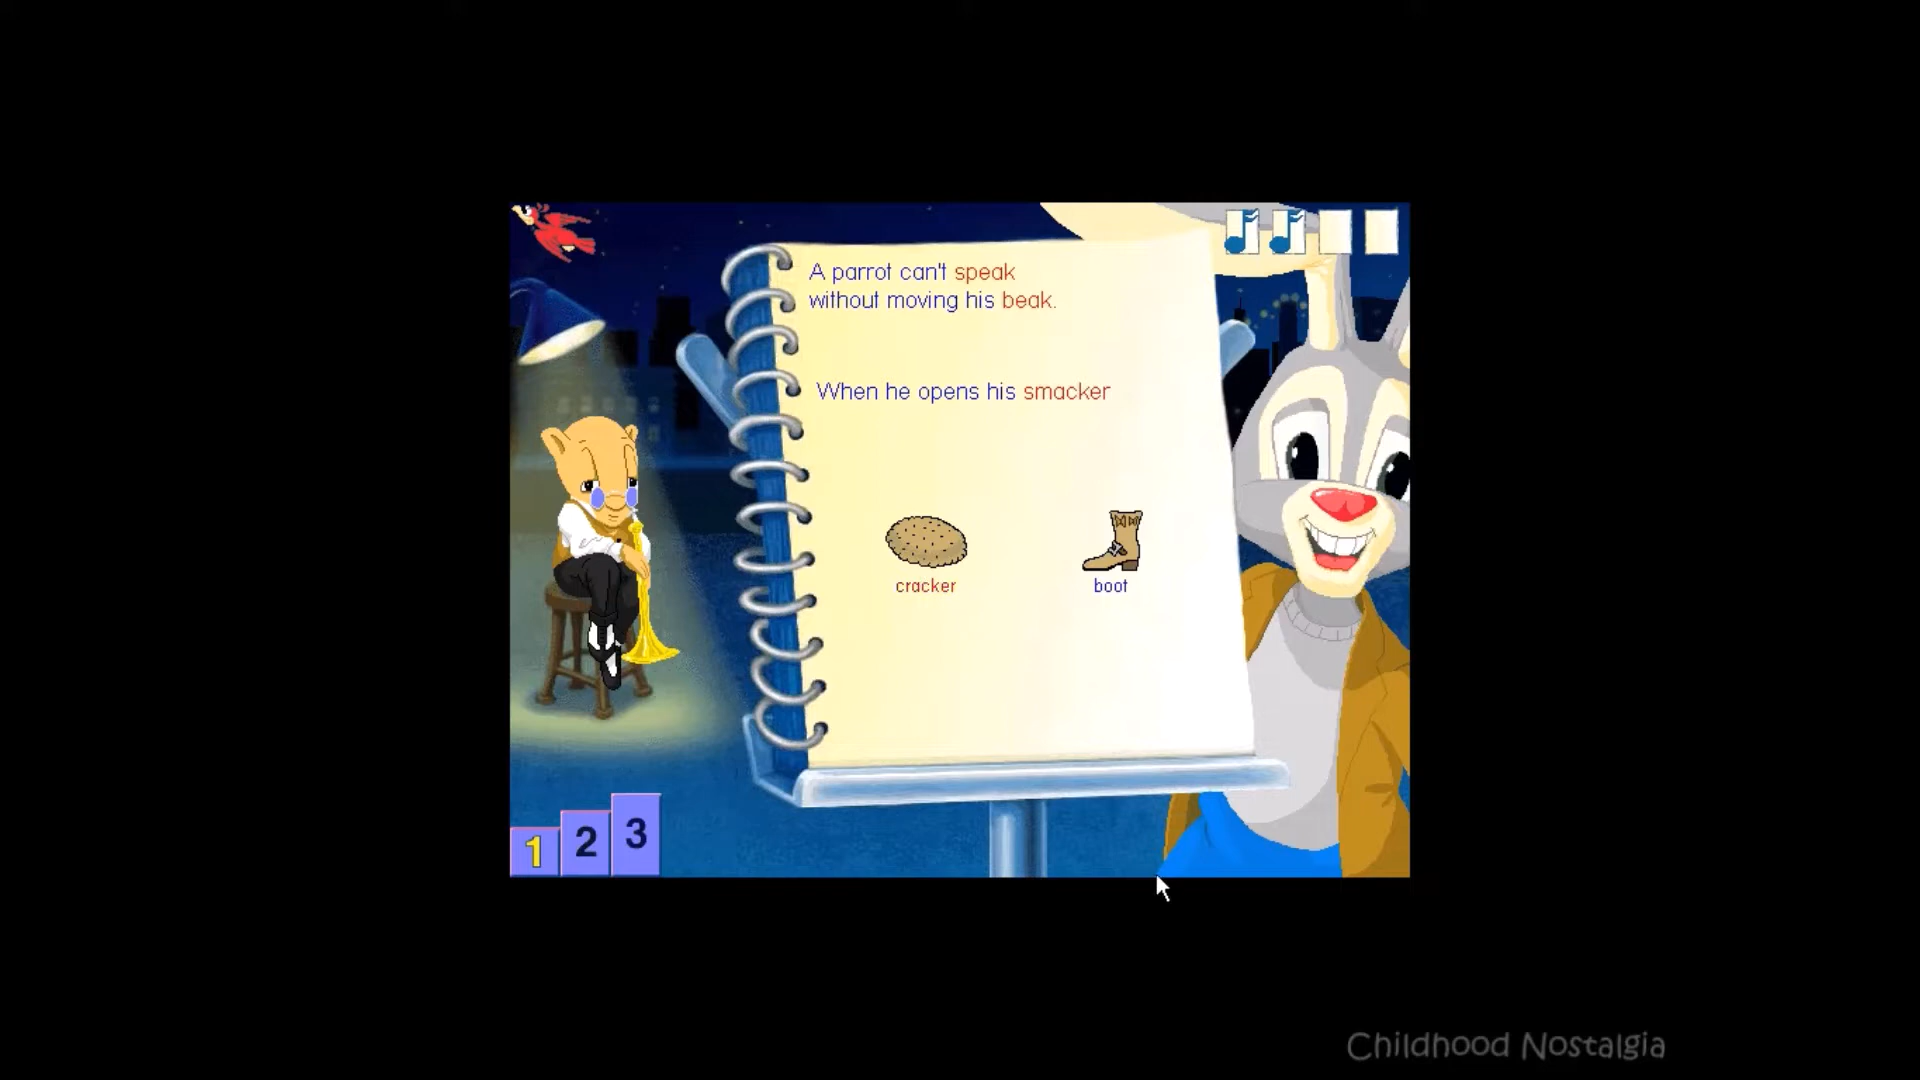 A parrot can't speak
without moving his beak.
When he opens his smacker
cracker
boot
1 2 3
Childhood Nostalgia